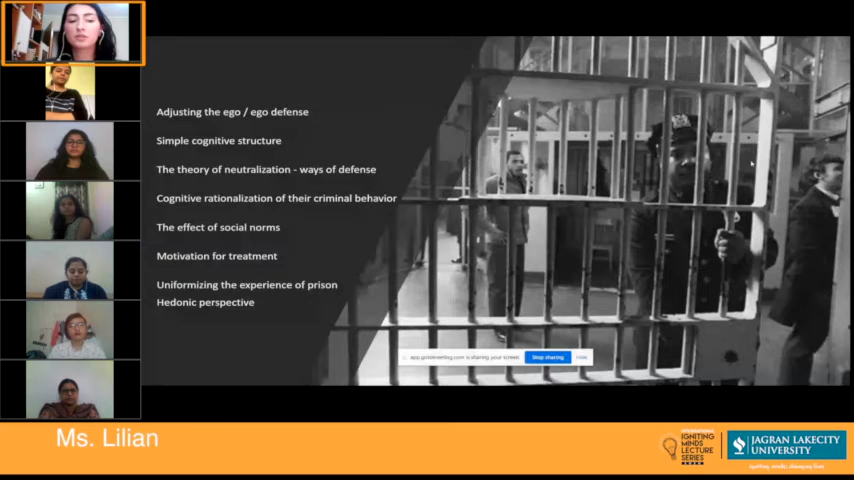 Adjusting the ego / ego defense
Simple cognitive structure
The theory of neutralization - ways of defense
Cognitive rationalization of their criminal behavior
The effect of social norms
Motivation for treatment
Uniformizing the experience of prison
Hedonic perspective
app.gotomeeting.com is sharing your screen.
Stop sharing
Hide
Ms. Lilian
INTERNATIONAL
IGNITING
MINDS
LECTURE
SERIES
JAGRAN LAKECITY
UNIVERSITY